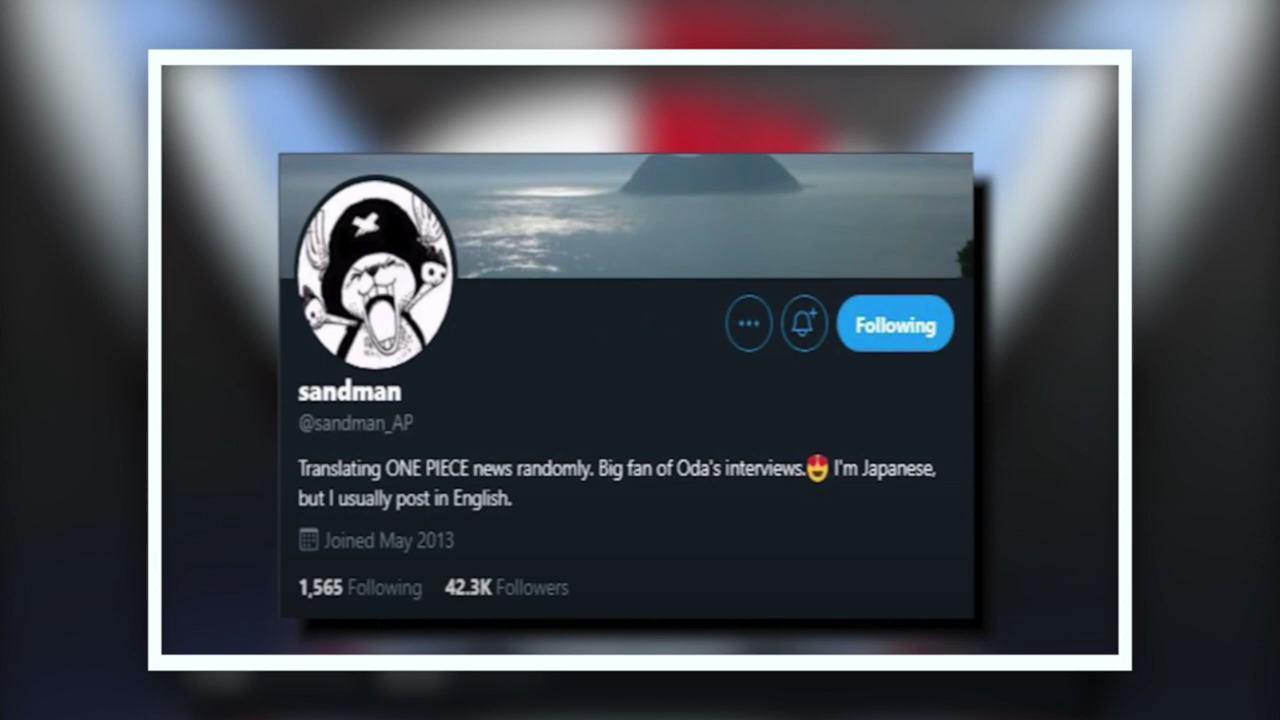 Following
sandman
@sandman_AP
Translating ONE PIECE news randomly. Big fan of Oda's interviews.😍 I'm Japanese,
but I usually post in English.
Joined May 2013
1,565 Following 42.3K Followers